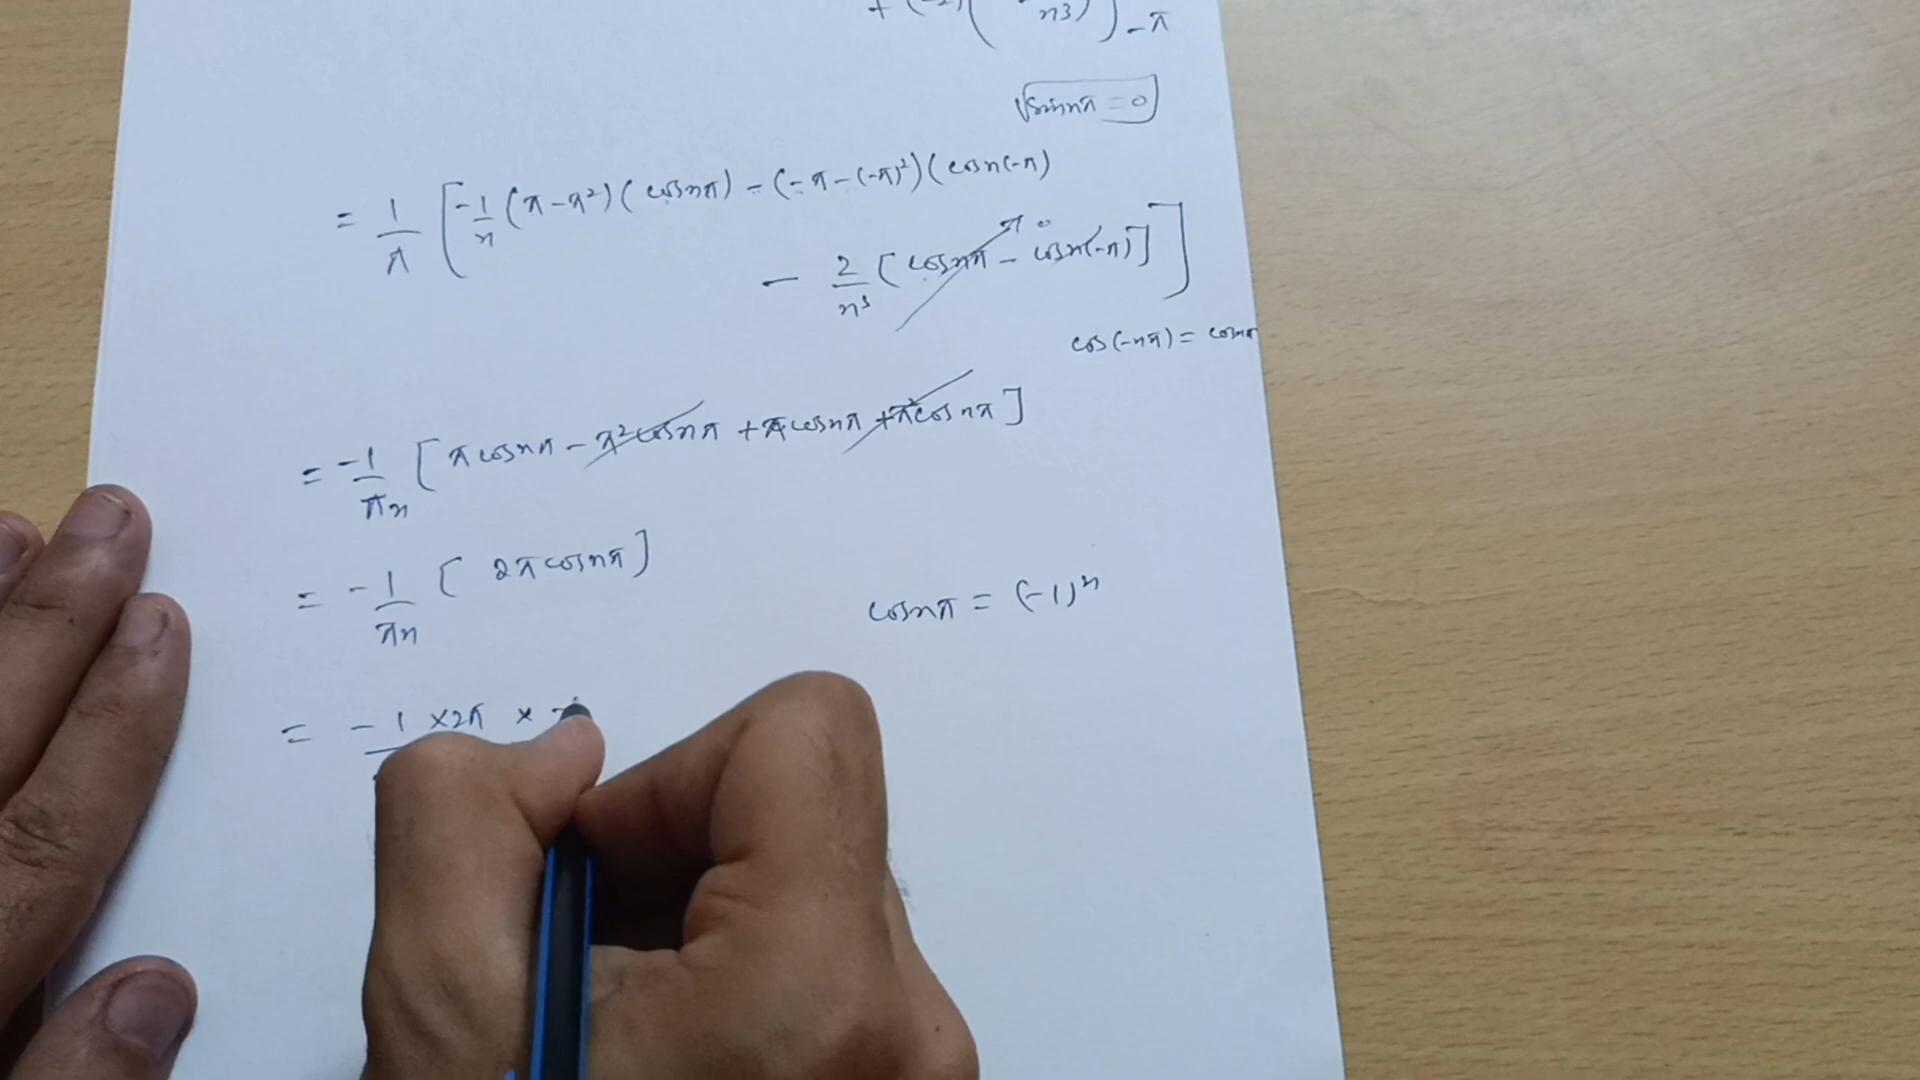 + (-2) ( n3 ) -π
√sin nπ = 0
= 1/π [ -1/n (π - π²) ( cos nπ ) - (-π - (-π)²) ( cos n(-π)
- 2/n³ [ cos nπ - cos n(-π) ] ] 0
cos(-nπ) = cos nπ
= -1/πn [ π cos nπ - π² cos nπ + π cos nπ + π² cos nπ ]
= -1/πn [ 2π cos nπ ]
cos nπ = (-1)ⁿ
= -1 × 2π ×